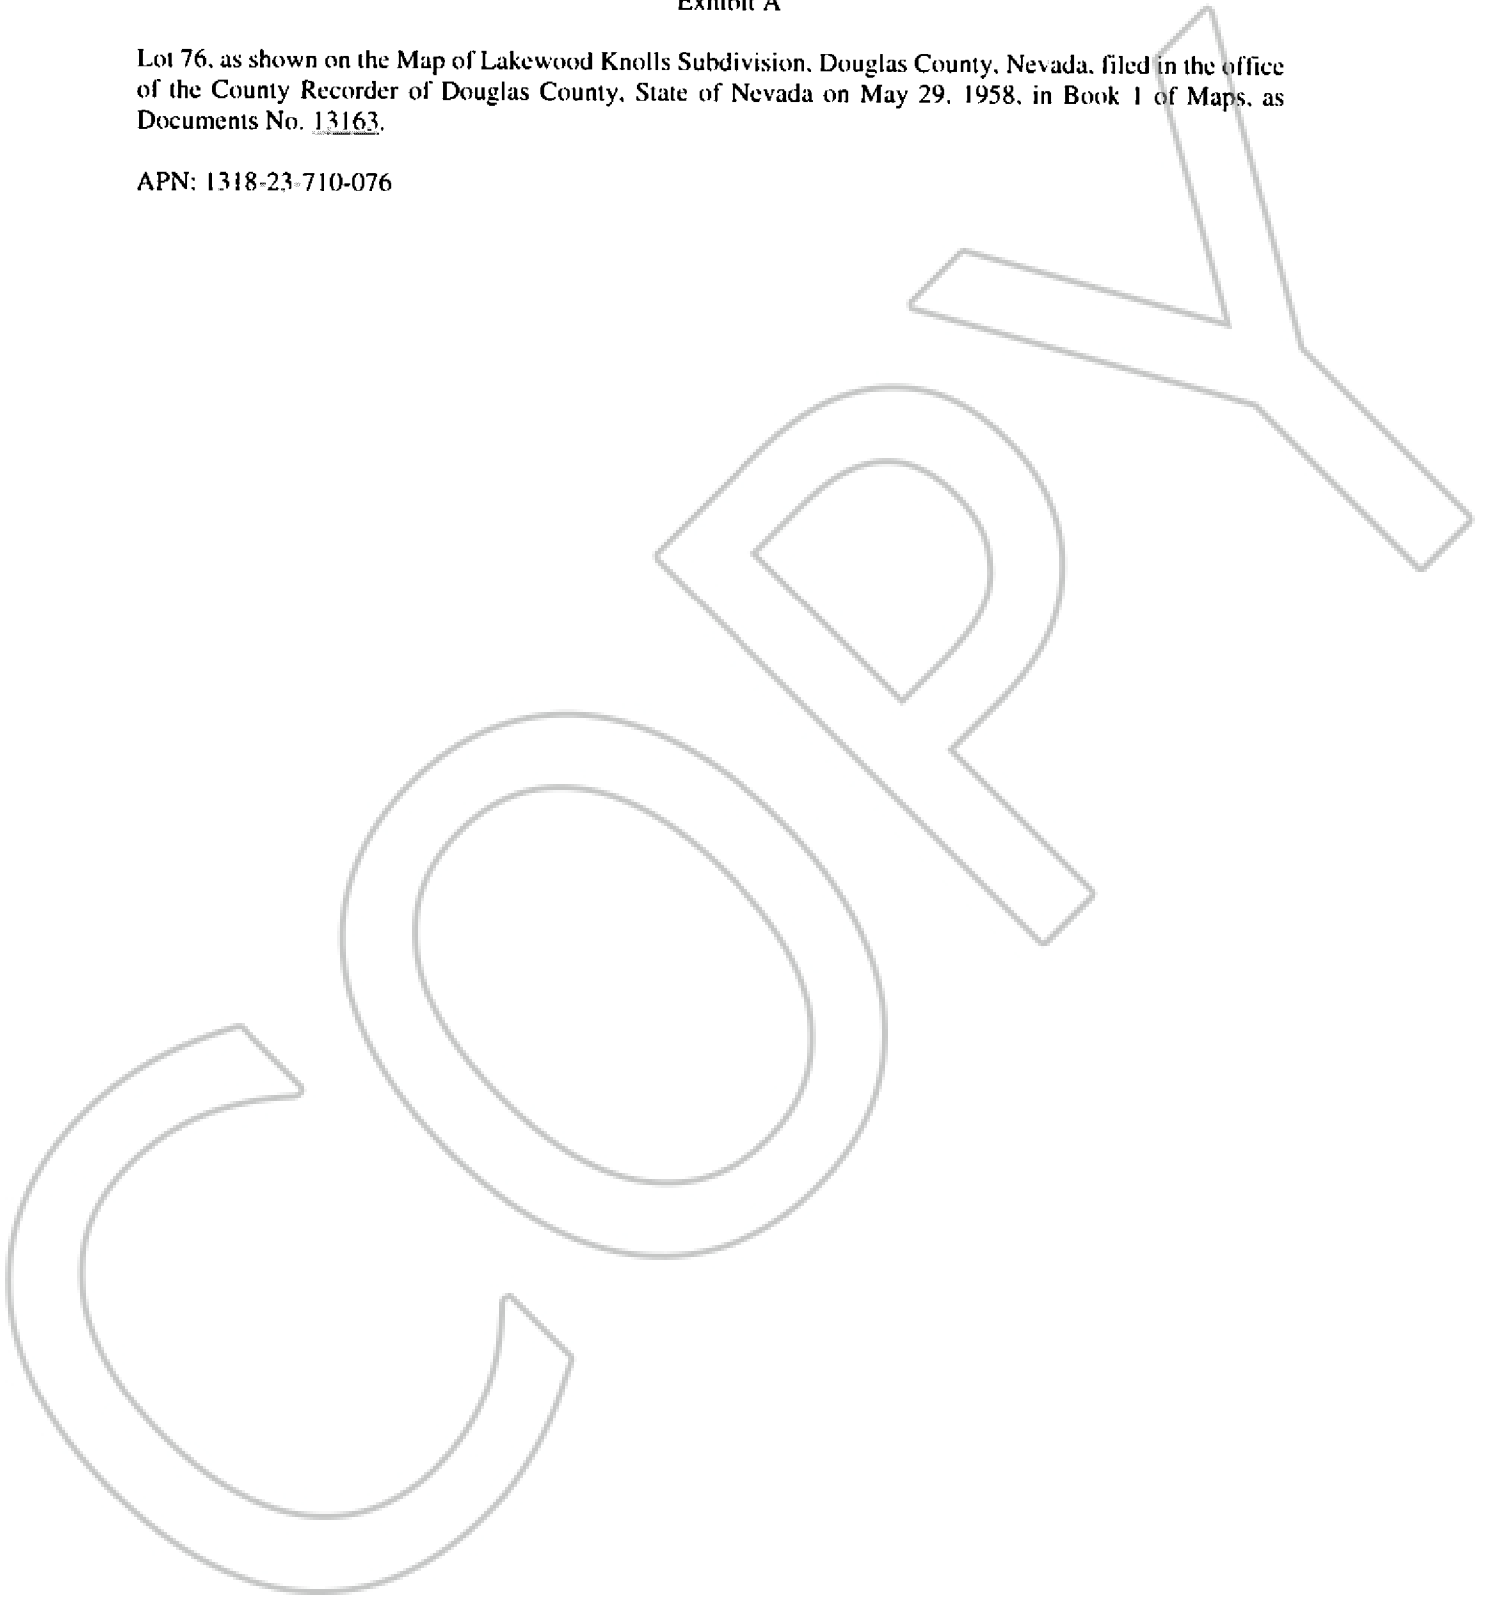 Exhibit A
Lot 76, as shown on the Map of Lakewood Knolls Subdivision, Douglas County, Nevada, filed in the office
of the County Recorder of Douglas County, State of Nevada on May 29, 1958, in Book 1 of Maps, as
Documents No. 13163.
APN: 1318-23-710-076
COPY